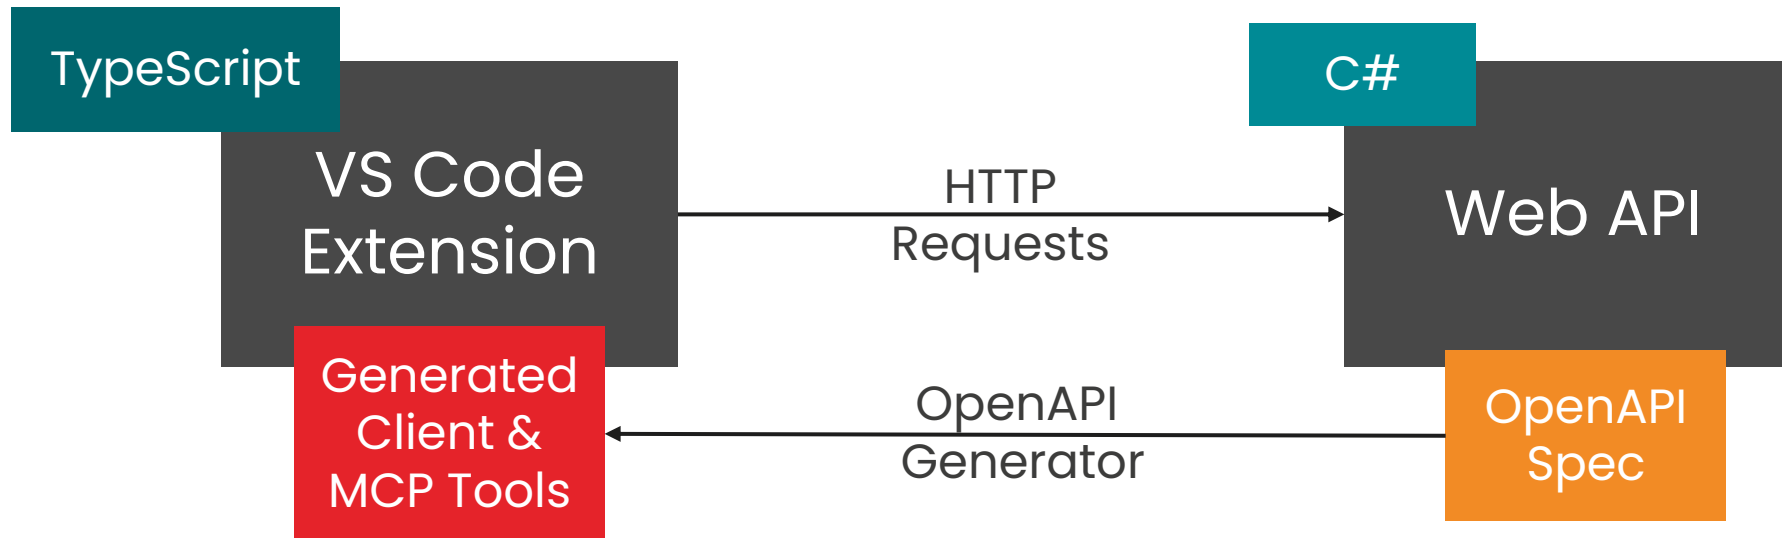 TypeScript
VS Code
Extension
Generated
Client &
MCP Tools
HTTP
Requests
OpenAPI
Generator
C#
Web API
OpenAPI
Spec